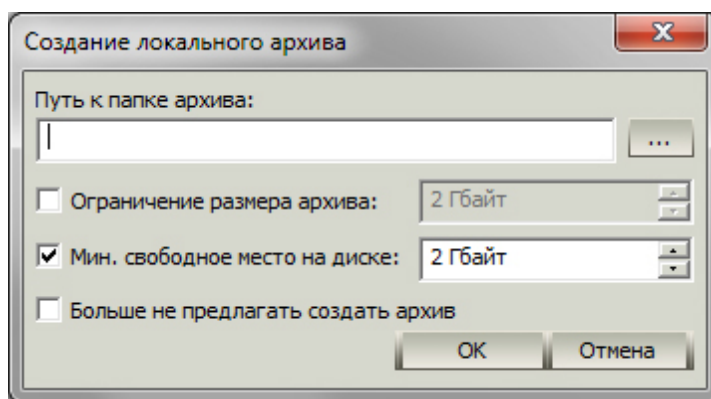 Создание локального архива
Путь к папке архива:
...
Ограничение размера архива: 2 Гбайт
Мин. свободное место на диске: 2 Гбайт
Больше не предлагать создать архив
OK Отмена